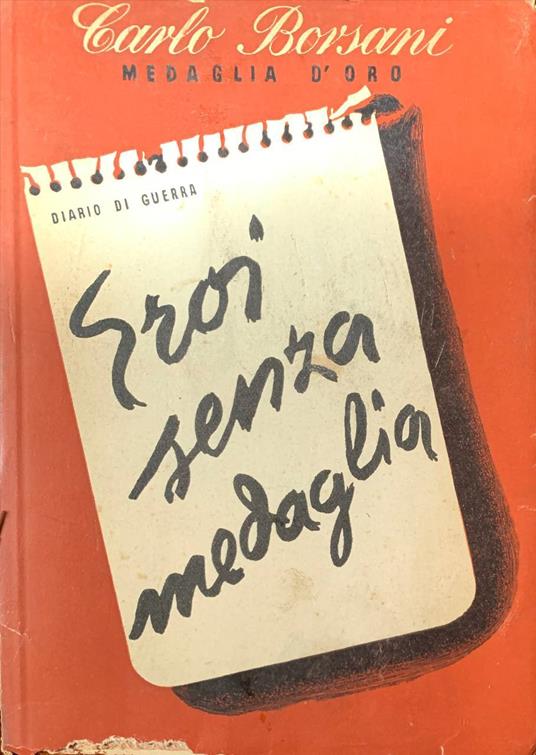 Carlo Borsani
MEDAGLIA D'ORO
DIARIO DI GUERRA
Eroi
senza
medaglia